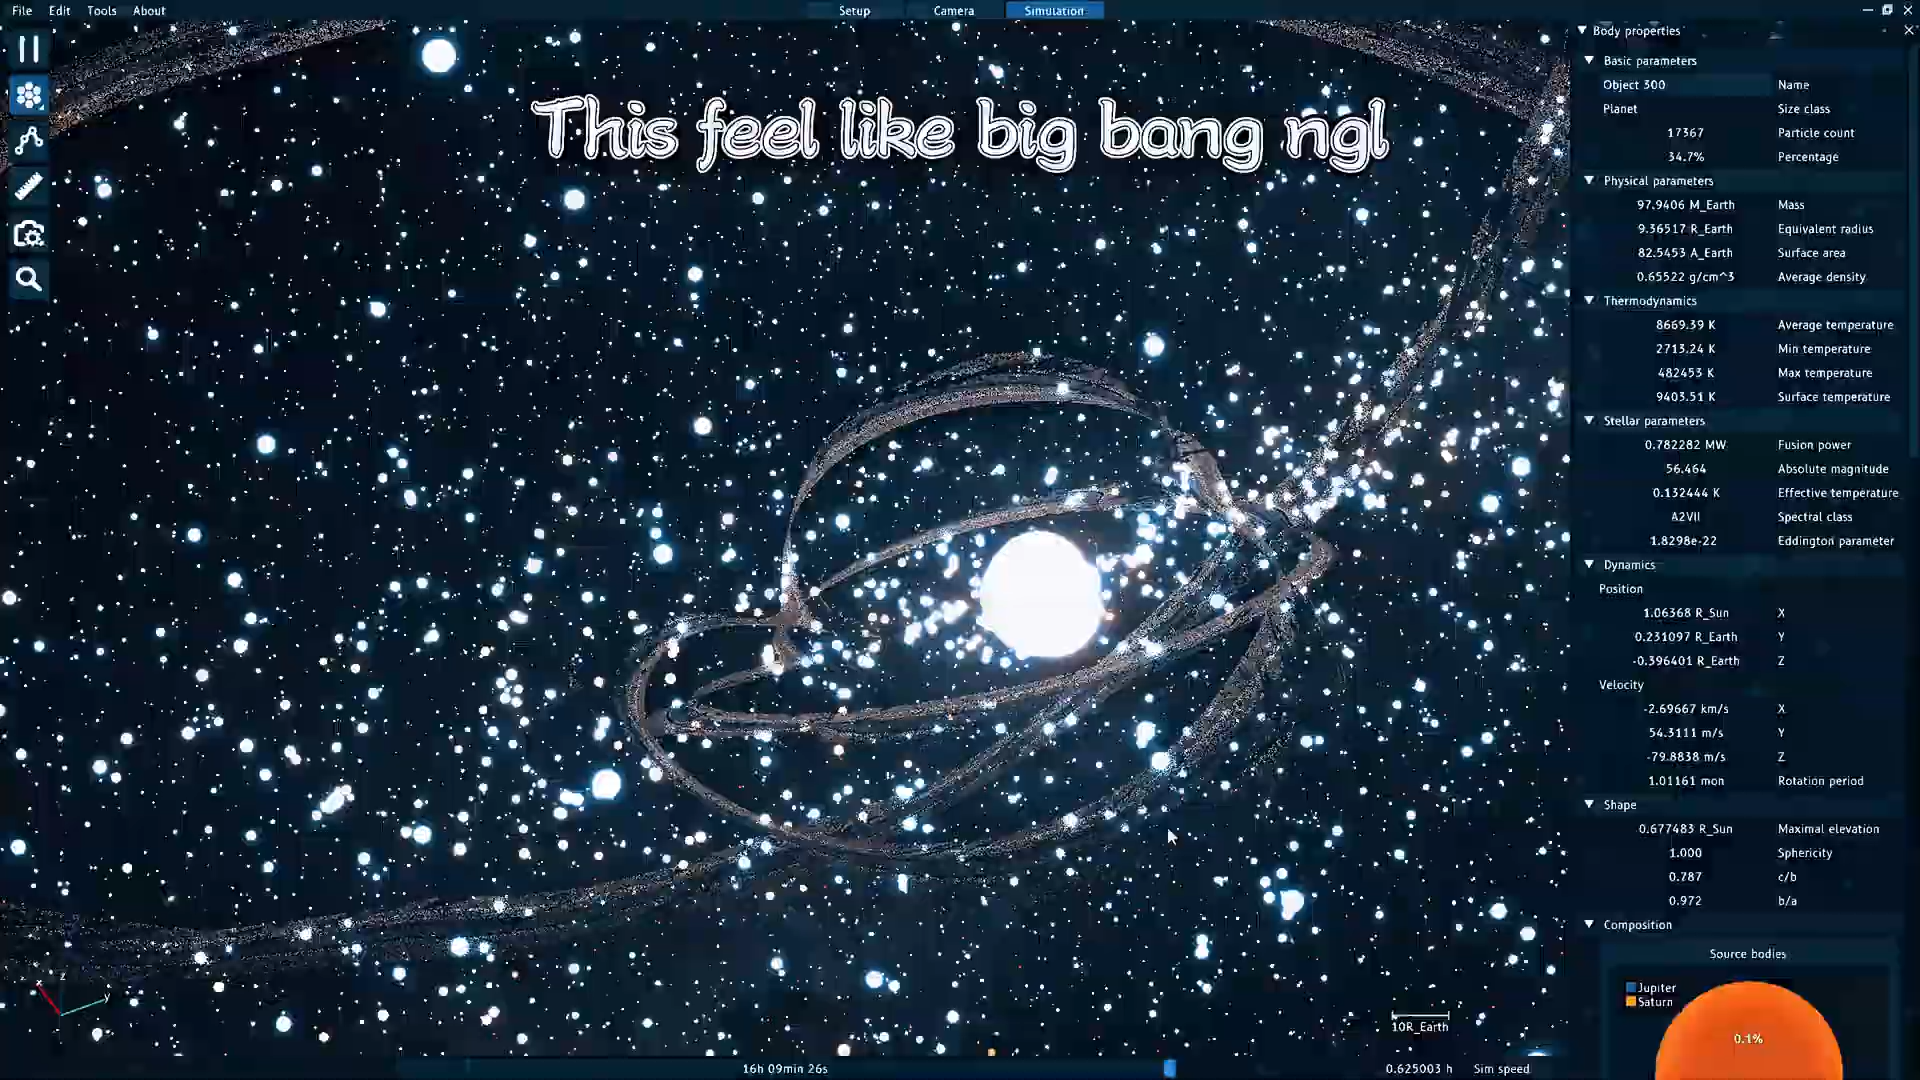 File Edit Tools About
Setup Camera Simulation
This feel like big bang ngl
Body properties
Basic parameters
Object 300 Name
Planet Size class
17367 Particle count
34.7% Percentage
Physical parameters
97.9406 M_Earth Mass
9.36517 R_Earth Equivalent radius
82.5453 A_Earth Surface area
0.65522 g/cm^3 Average density
Thermodynamics
8669.39 K Average temperature
2713.24 K Min temperature
482453 K Max temperature
9403.51 K Surface temperature
Stellar parameters
0.782282 MW Fusion power
56.464 Absolute magnitude
0.132444 K Effective temperature
A2VII Spectral class
1.8298e-22 Eddington parameter
Dynamics
Position
1.06368 R_Sun X
0.231097 R_Earth Y
-0.396401 R_Earth Z
Velocity
-2.69667 km/s X
54.3111 m/s Y
-79.8838 m/s Z
1.01161 mon Rotation period
Shape
0.677483 R_Sun Maximal elevation
1.000 Sphericity
0.787 c/b
0.972 b/a
Composition
Source bodies
Jupiter
Saturn
0.1%
x z y
10R_Earth
16h 09min 26s
0.625003 h Sim speed